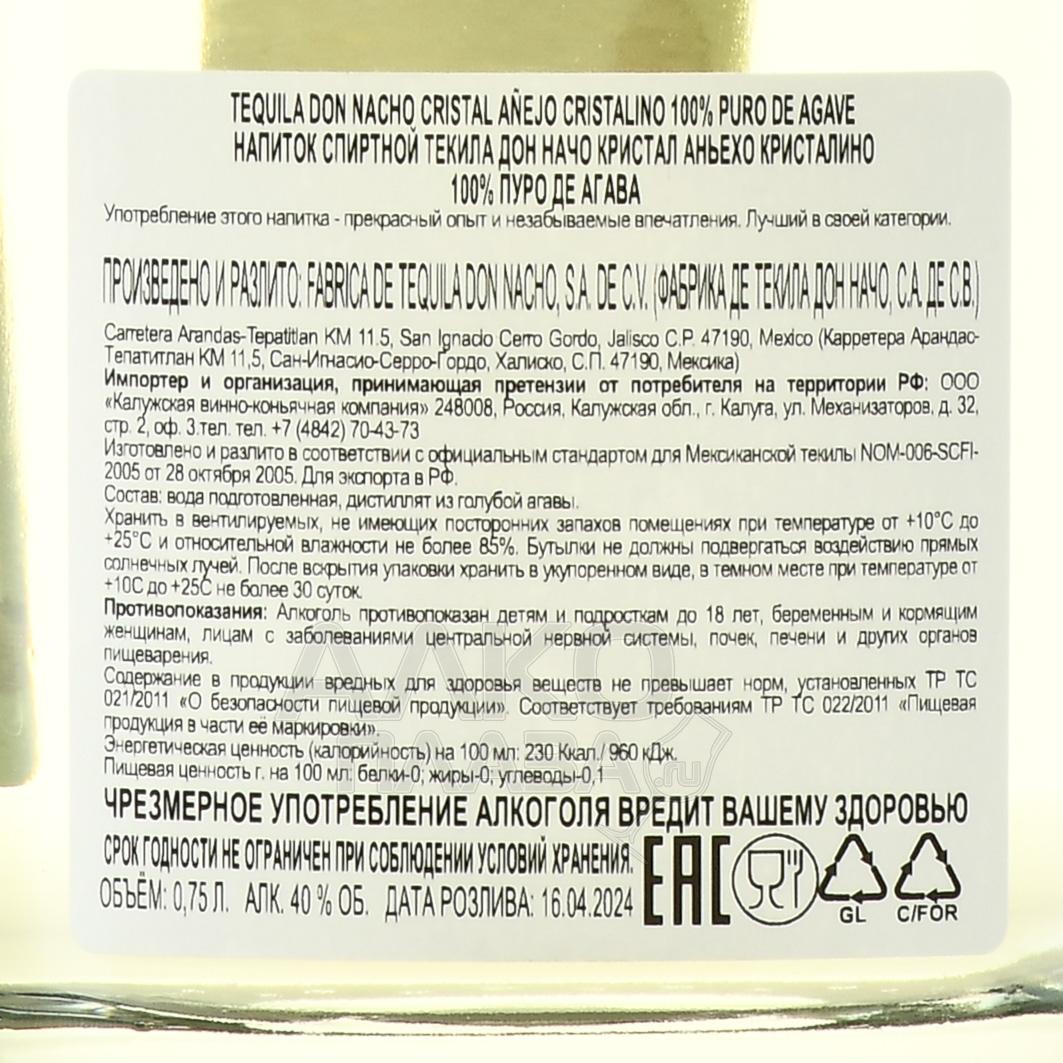 TEQUILA DON NACHO CRISTAL AÑEJO CRISTALINO 100% PURO DE AGAVE
НАПИТОК СПИРТНОЙ ТЕКИЛА ДОН НАЧО КРИСТАЛ АНЬЕХО КРИСТАЛИНО
100% ПУРО ДЕ АГАВА
Употребление этого напитка - прекрасный опыт и незабываемые впечатления. Лучший в своей категории.
ПРОИЗВЕДЕНО И РАЗЛИТО: FABRICA DE TEQUILA DON NACHO, S.A. DE C.V. (ФАБРИКА ДЕ ТЕКИЛА ДОН НАЧО, С.А. ДЕ С.В.)
Carretera Arandas-Tepatitlan KM 11.5, San Ignacio Cerro Gordo, Jalisco C.P. 47190, Mexico (Карретера Арандас-
Тепатитлан КМ 11,5, Сан-Игнасио-Серро-Гордо, Халиско, С.П. 47190, Мексика)
Импортер и организация, принимающая претензии от потребителя на территории РФ: ООО
«Калужская винно-коньячная компания» 248008, Россия, Калужская обл., г. Калуга, ул. Механизаторов, д. 32,
стр. 2, оф. 3.тел. тел. +7 (4842) 70-43-73
Изготовлено и разлито в соответствии с официальным стандартом для Мексиканской текилы NOM-006-SCFI-
2005 от 28 октября 2005. Для экспорта в РФ.
Состав: вода подготовленная, дистиллят из голубой агавы.
Хранить в вентилируемых, не имеющих посторонних запахов помещениях при температуре от +10°С до
+25°С и относительной влажности не более 85%. Бутылки не должны подвергаться воздействию прямых
солнечных лучей. После вскрытия упаковки хранить в укупоренном виде, в темном месте при температуре от
+10С до +25С не более 30 суток.
Противопоказания: Алкоголь противопоказан детям и подросткам до 18 лет, беременным и кормящим
женщинам, лицам с заболеваниями центральной нервной системы, почек, печени и других органов
пищеварения.
Содержание в продукции вредных для здоровья веществ не превышает норм, установленных ТР ТС
021/2011 «О безопасности пищевой продукции». Соответствует требованиям ТР ТС 022/2011 «Пищевая
продукция в части её маркировки».
Энергетическая ценность (калорийность) на 100 мл: 230 Ккал./ 960 кДж.
Пищевая ценность г. на 100 мл: белки-0; жиры-0; углеводы-0,1
ЧРЕЗМЕРНОЕ УПОТРЕБЛЕНИЕ АЛКОГОЛЯ ВРЕДИТ ВАШЕМУ ЗДОРОВЬЮ
СРОК ГОДНОСТИ НЕ ОГРАНИЧЕН ПРИ СОБЛЮДЕНИИ УСЛОВИЙ ХРАНЕНИЯ.
ОБЪЁМ: 0,75 Л. АЛК. 40 % ОБ. ДАТА РОЗЛИВА: 16.04.2024
EAC
GL
C/FOR
АЛКО
ПЛАЗА.ru